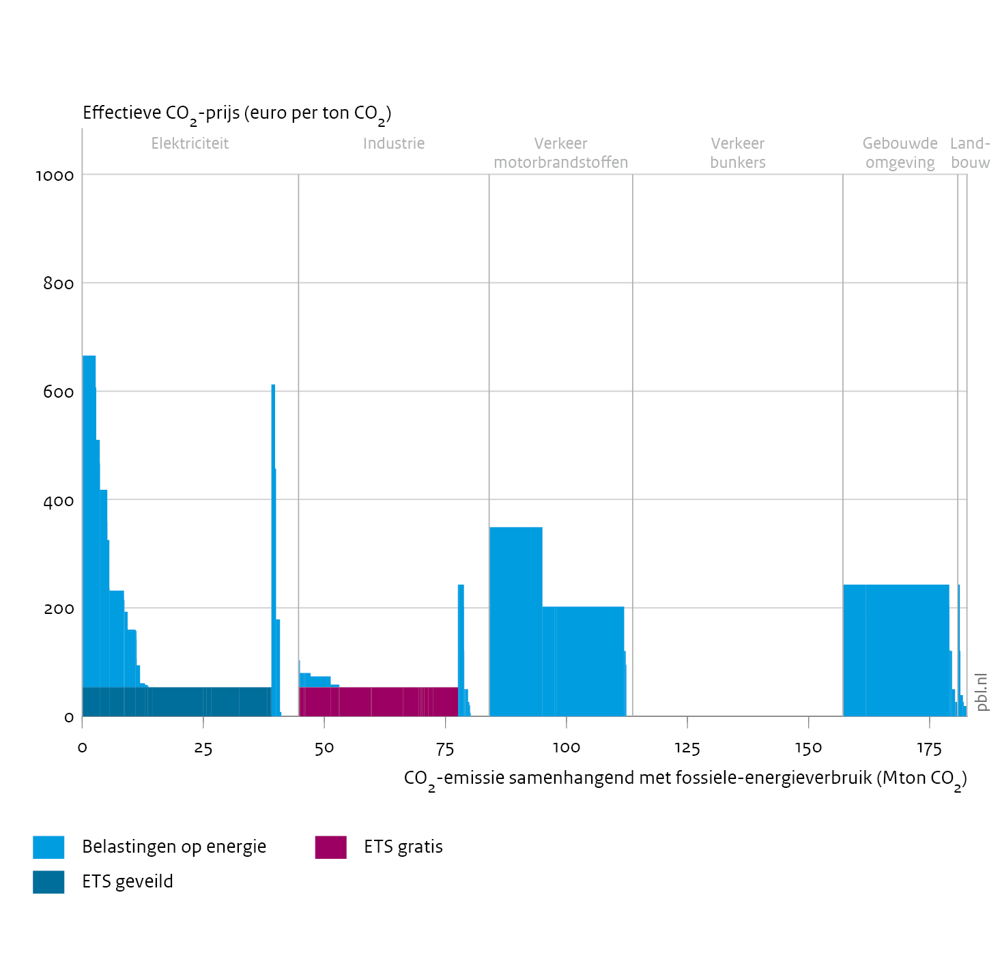 Effectieve CO₂-prijs (euro per ton CO₂)
Elektriciteit
Industrie
Verkeer
motorbrandstoffen
Verkeer
bunkers
Gebouwde
omgeving
Land-
bouw
1000
800
600
400
200
0
0 25 50 75 100 125 150 175
CO₂-emissie samenhangend met fossiele-energieverbruik (Mton CO₂)
pbl.nl
Belastingen op energie
ETS gratis
ETS geveild